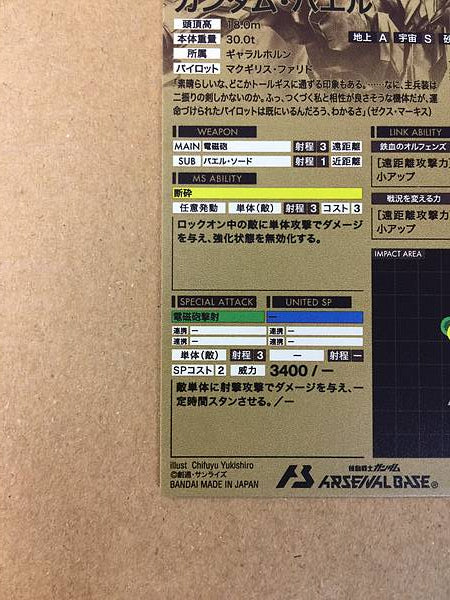 ガンダム・バエル
頭頂高 18.0m
本体重量 30.0t
地上 A 宇宙 S
所属 ギャラルホルン
パイロット マクギリス・ファリド
「素晴らしいな、どこかトールギスに通ずる印象もある。……なに、主兵装は
二振りの剣しかないのか。ふっ、つくづく私と相性が良さそうな機体だが、運
命づけられたパイロットは既にいるんだろう、わかるさ」(ゼクス・マーキス)
WEAPON
MAIN 電磁砲 射程 3 遠距離
SUB バエル・ソード 射程 1 近距離
MS ABILITY
断砕
任意発動 単体(敵) 射程 3 コスト 3
ロックオン中の敵に単体攻撃でダメージ
を与え、強化状態を無効化する。
LINK ABILITY
鉄血のオルフェンズ
[遠距離攻撃力
小アップ
戦況を変える力
[遠距離攻撃力
小アップ
IMPACT AREA
SPECIAL ATTACK UNITED SP
電磁砲撃射 ー
連携 ー 連携 ー
連携 ー 連携 ー
単体(敵) 射程 3 ー 射程 ー
SPコスト 2 威力 3400 / ー
敵単体に射撃攻撃でダメージを与え、一
定時間スタンさせる。/ー
illust Chifuyu Yukishiro
©創通・サンライズ
BANDAI MADE IN JAPAN
機動戦士ガンダム
ARSENAL BASE®